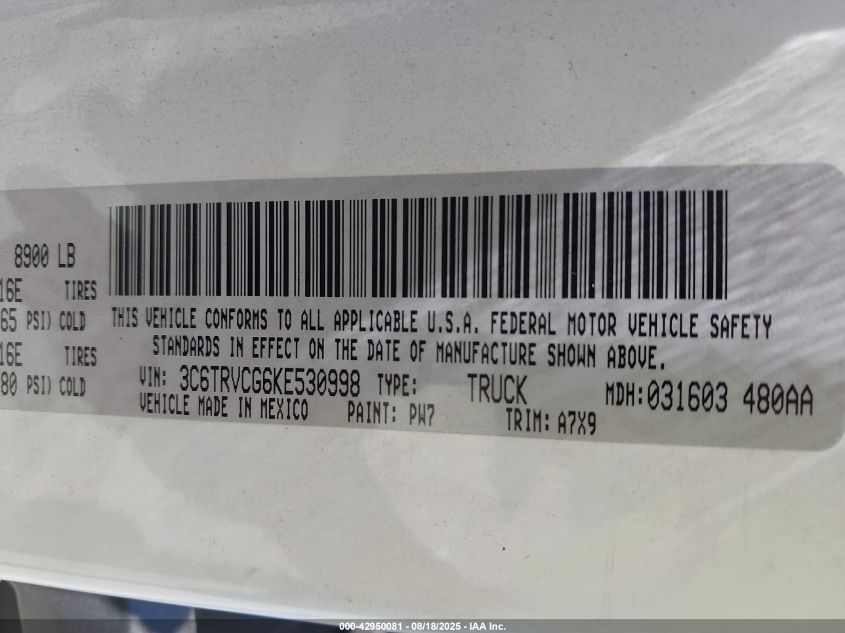 8900 LB
16E TIRES
65 PSI) COLD
16E TIRES
80 PSI) COLD
THIS VEHICLE CONFORMS TO ALL APPLICABLE U.S.A. FEDERAL MOTOR VEHICLE SAFETY
STANDARDS IN EFFECT ON THE DATE OF MANUFACTURE SHOWN ABOVE.
VIN: 3C6TRVCG6KE530998 TYPE: TRUCK MDH: 031603 480AA
VEHICLE MADE IN MEXICO PAINT: PW7 TRIM: A7X9
000-42950081 - 08/18/2025 - IAA Inc.